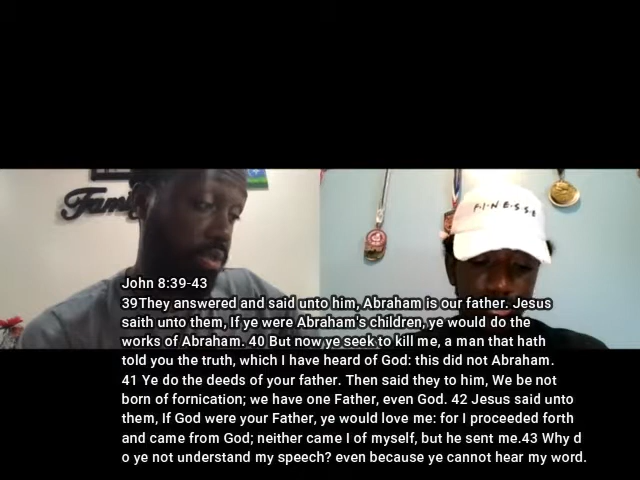 Family
F·I·N·E·S·S·E
John 8:39-43
39They answered and said unto him, Abraham is our father. Jesus
saith unto them, If ye were Abraham's children, ye would do the
works of Abraham. 40 But now ye seek to kill me, a man that hath
told you the truth, which I have heard of God: this did not Abraham.
41 Ye do the deeds of your father. Then said they to him, We be not
born of fornication; we have one Father, even God. 42 Jesus said unto
them, If God were your Father, ye would love me: for I proceeded forth
and came from God; neither came I of myself, but he sent me.43 Why d
o ye not understand my speech? even because ye cannot hear my word.